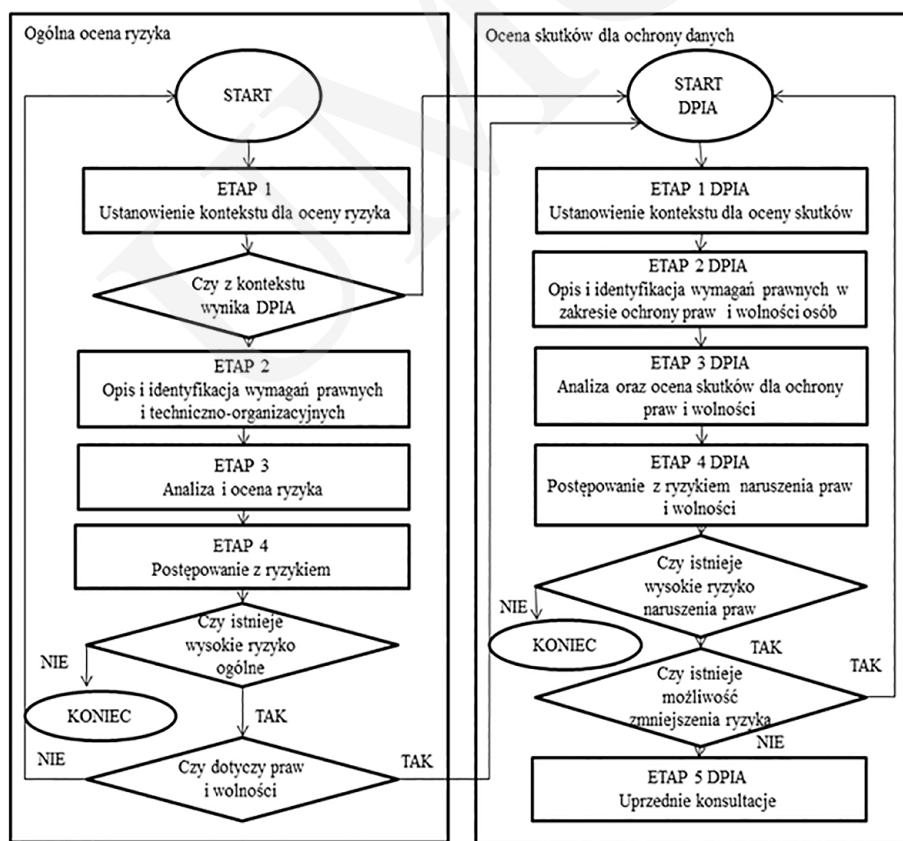 Ogólna ocena ryzyka
START
ETAP 1
Ustanowienie kontekstu dla oceny ryzyka
Czy z kontekstu
wynika DPIA
ETAP 2
Opis i identyfikacja wymagań prawnych
i techniczno-organizacyjnych
ETAP 3
Analiza i ocena ryzyka
ETAP 4
Postępowanie z ryzykiem
Czy istnieje
wysokie ryzyko
ogólne
NIE
KONIEC
TAK
NIE
Czy dotyczy praw
i wolności
TAK
Ocena skutków dla ochrony danych
START
DPIA
ETAP 1 DPIA
Ustanowienie kontekstu dla oceny skutków
ETAP 2 DPIA
Opis i identyfikacja wymagań prawnych w
zakresie ochrony praw i wolności osób
ETAP 3 DPIA
Analiza oraz ocena skutków dla ochrony
praw i wolności
ETAP 4 DPIA
Postępowanie z ryzykiem naruszenia praw
i wolności
Czy istnieje
wysokie ryzyko
naruszenia praw
NIE
KONIEC
TAK
Czy istnieje
możliwość
zmniejszenia ryzyka
TAK
NIE
ETAP 5 DPIA
Uprzednie konsultacje